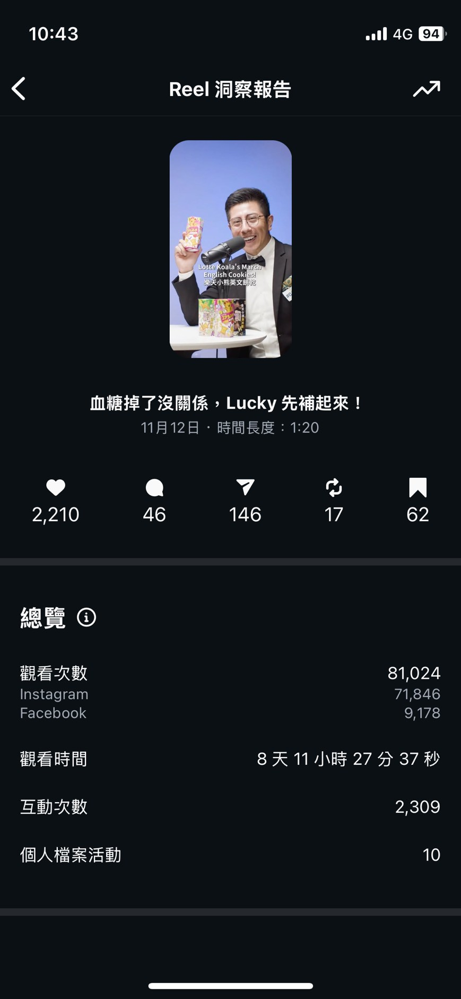 10:43
4G
94
Reel 洞察報告
Lotte Koala's March
English Cookies!
樂天小熊英文餅乾
血糖掉了沒關係，Lucky 先補起來！
11月12日 · 時間長度：1:20
2,210
46
146
17
62
總覽
觀看次數 81,024
Instagram 71,846
Facebook 9,178
觀看時間 8 天 11 小時 27 分 37 秒
互動次數 2,309
個人檔案活動 10